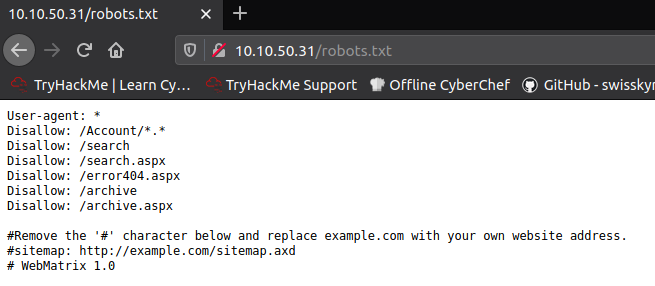 10.10.50.31/robots.txt
10.10.50.31/robots.txt
TryHackMe | Learn Cy… TryHackMe Support Offline CyberChef GitHub - swisskyr
User-agent: *
Disallow: /Account/*.*
Disallow: /search
Disallow: /search.aspx
Disallow: /error404.aspx
Disallow: /archive
Disallow: /archive.aspx
#Remove the '#' character below and replace example.com with your own website address.
#sitemap: http://example.com/sitemap.axd
# WebMatrix 1.0